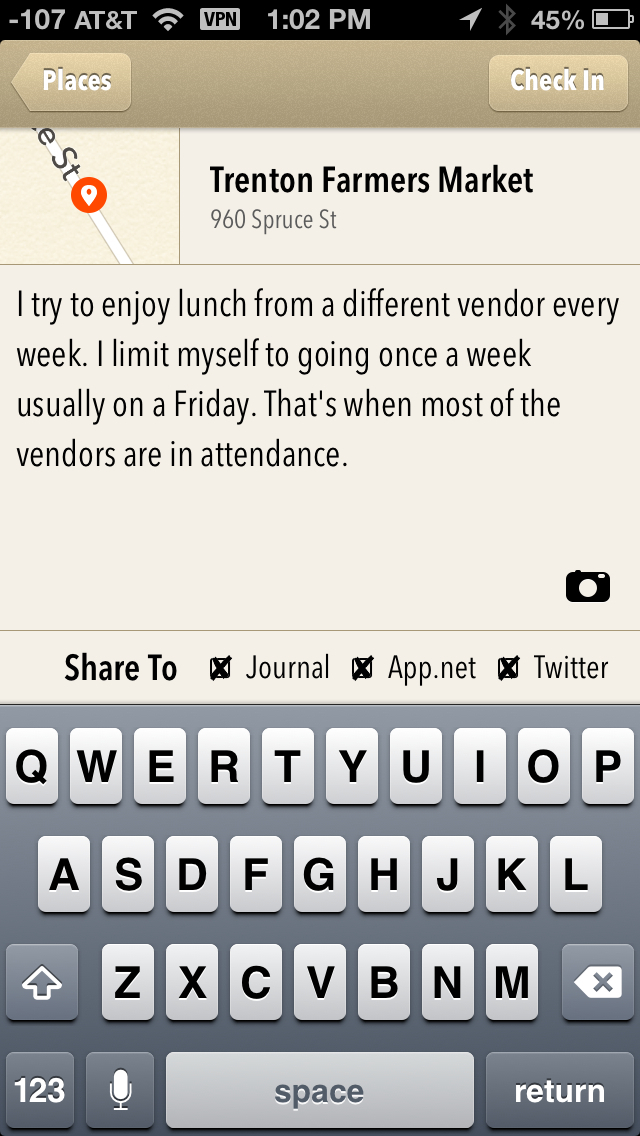 -107 AT&T VPN 1:02 PM 45%
Places Check In
e St
Trenton Farmers Market
960 Spruce St
I try to enjoy lunch from a different vendor every
week. I limit myself to going once a week
usually on a Friday. That's when most of the
vendors are in attendance.
Share To Journal App.net Twitter
Q W E R T Y U I O P
A S D F G H J K L
Z X C V B N M
123 space return